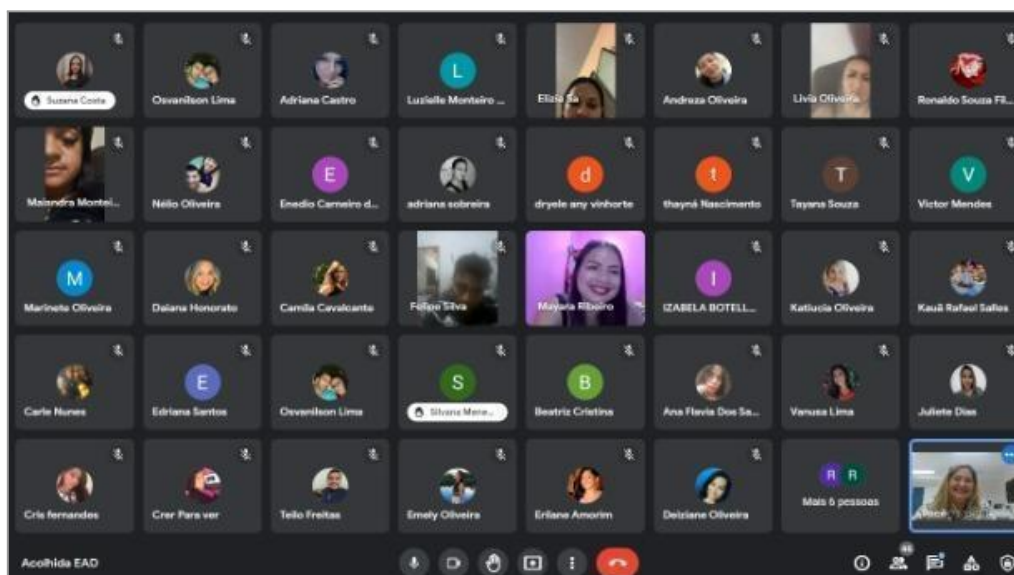 Suzana Costa
Osvanilson Lima
Adriana Castro
L
Luzielle Monteiro ...
Elizia Sa
Andreza Oliveira
Livia Oliveira
Ronaldo Souza Fil...
Maiandra Montei...
Nélio Oliveira
E
Enedio Carneiro d...
adriana sobreira
d
dryele any vinhorte
t
thayná Nascimento
T
Tayana Souza
V
Victor Mendes
M
Marinete Oliveira
Daiana Honorato
Camila Cavalcante
Felipe Silva
Mayara Ribeiro
I
IZABELA BOTELL...
Katiucia Oliveira
Kauã Rafael Salles
Carle Nunes
E
Edriana Santos
Osvanilson Lima
S
Silvana Mene...
B
Beatriz Cristina
Ana Flavia Dos Sa...
Vanusa Lima
Juliete Dias
Cris fernandes
Crer Para ver
Telio Freitas
Emely Oliveira
Erilane Amorim
Deiziane Oliveira
R R
Mais 6 pessoas
Acolhida EAD